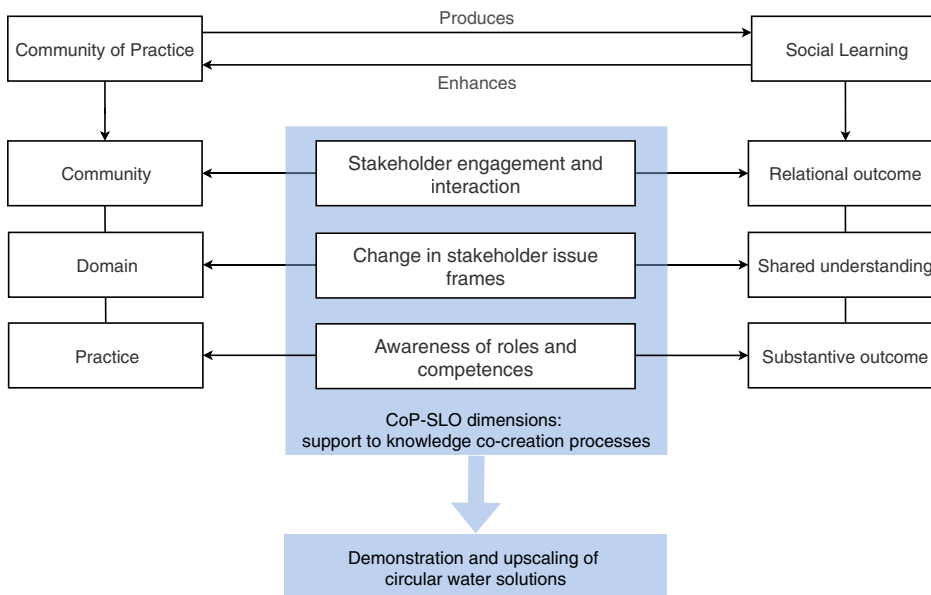 Produces
Community of Practice
Social Learning
Enhances
Community
Stakeholder engagement and
interaction
Relational outcome
Domain
Change in stakeholder issue
frames
Shared understanding
Practice
Awareness of roles and
competences
Substantive outcome
CoP-SLO dimensions:
support to knowledge co-creation processes
Demonstration and upscaling of
circular water solutions